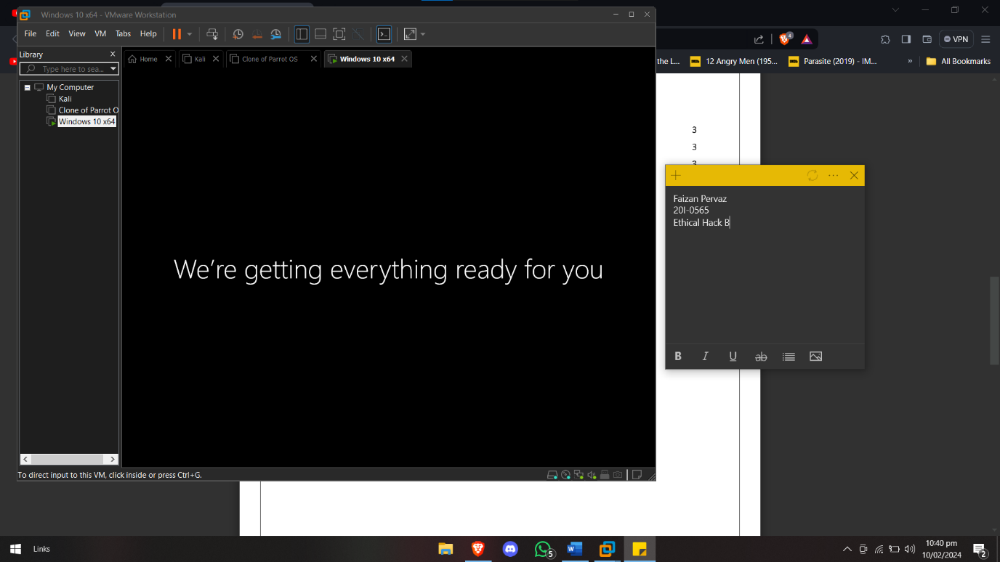 Windows 10 x64 - VMware Workstation
File Edit View VM Tabs Help
Library
Type here to sea...
Home
Kali
Clone of Parrot OS
Windows 10 x64
My Computer
Kali
Clone of Parrot O
Windows 10 x64
We're getting everything ready for you
To direct input to this VM, click inside or press Ctrl+G.
4
VPN
the L...
12 Angry Men (195...
Parasite (2019) - IM...
»
All Bookmarks
3
3
3
Faizan Pervaz
20I-0565
Ethical Hack B
B I U ab
Links
5
10:40 pm
10/02/2024
2